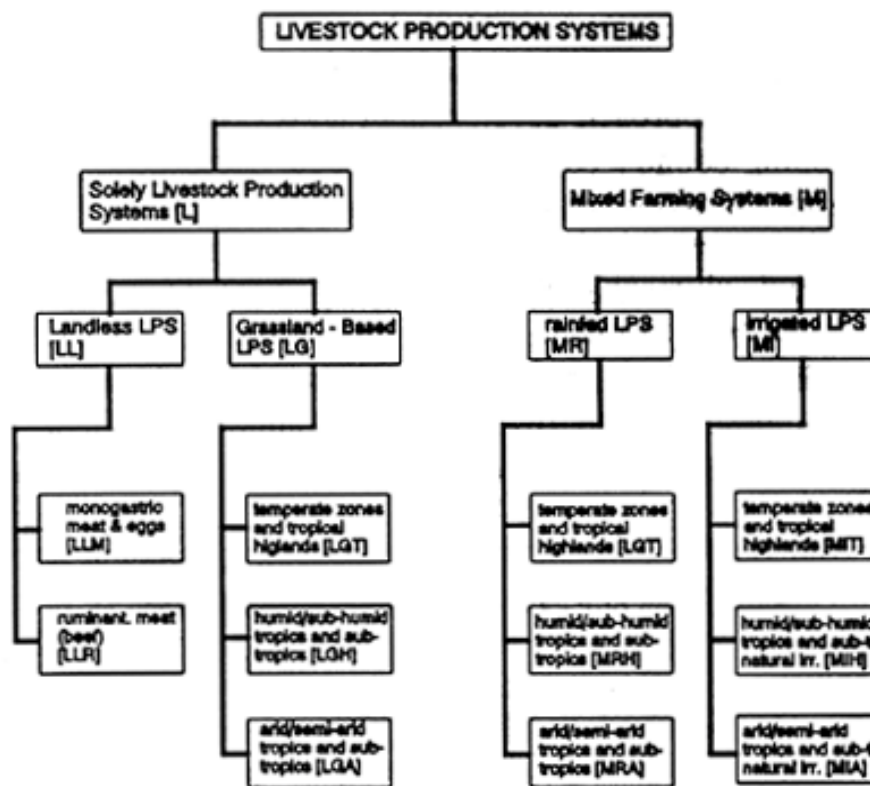 LIVESTOCK PRODUCTION SYSTEMS
Solely Livestock Production
Systems [L]
Mixed Farming Systems [M]
Landless LPS
[LL]
Grassland - Based
LPS [LG]
rainfed LPS
[MR]
irrigated LPS
[MI]
monogastric
meat & eggs
[LLM]
temperate zones
and tropical
higlands [LGT]
temperate zones
and tropical
highlands [LGT]
temperate zones
and tropical
highlands [MIT]
ruminant. meat
(beef)
[LLR]
humid/sub-humid
tropics and sub-
tropics [LGH]
humid/sub-humid
tropics and sub-
tropics [MRH]
humid/sub-humid
tropics and sub-t
natural irr. [MIH]
arid/semi-arid
tropics and sub-
tropics [LGA]
arid/semi-arid
tropics and sub-
tropics [MRA]
arid/semi-arid
tropics and sub-t
natural irr. [MIA]